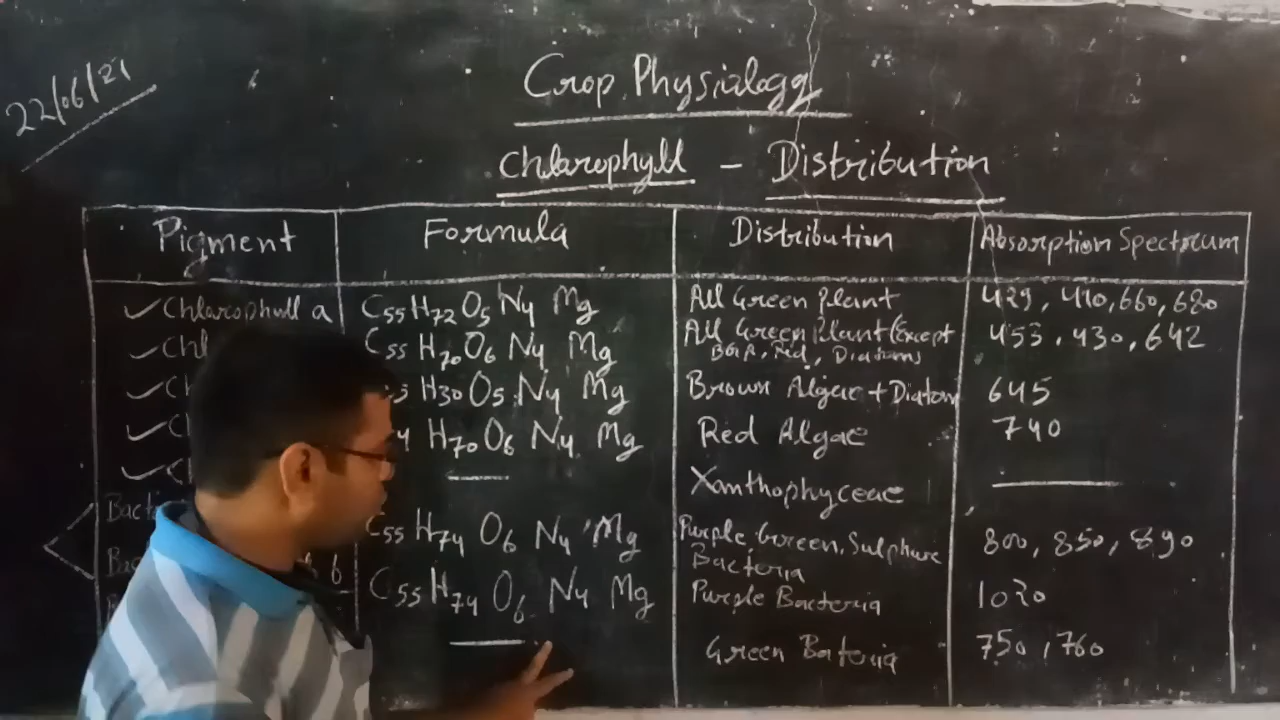 22/06/21
Crop Physiology
Chlorophyll - Distribution
Pigment Formula Distribution Absorption Spectrum
✓ Chlorophyll a C55 H72 O5 N4 Mg All Green Plant 429, 410, 660, 680
✓ Chl C55 H70 O6 N4 Mg All Green Plant (Except 453, 430, 642
BGA, Red, Diatoms
✓ H30 O5 N4 Mg Brown Algae + Diatom 645
✓ H70 O6 N4 Mg Red Algae 740
✓ — Xanthophyceae —
Bact C55 H74 O6 N4 Mg Purple, Green, Sulphure 800, 850, 890
Bacteria
b C55 H74 O6 N4 Mg Purple Bacteria 1020
— Green Bateria 750, 760